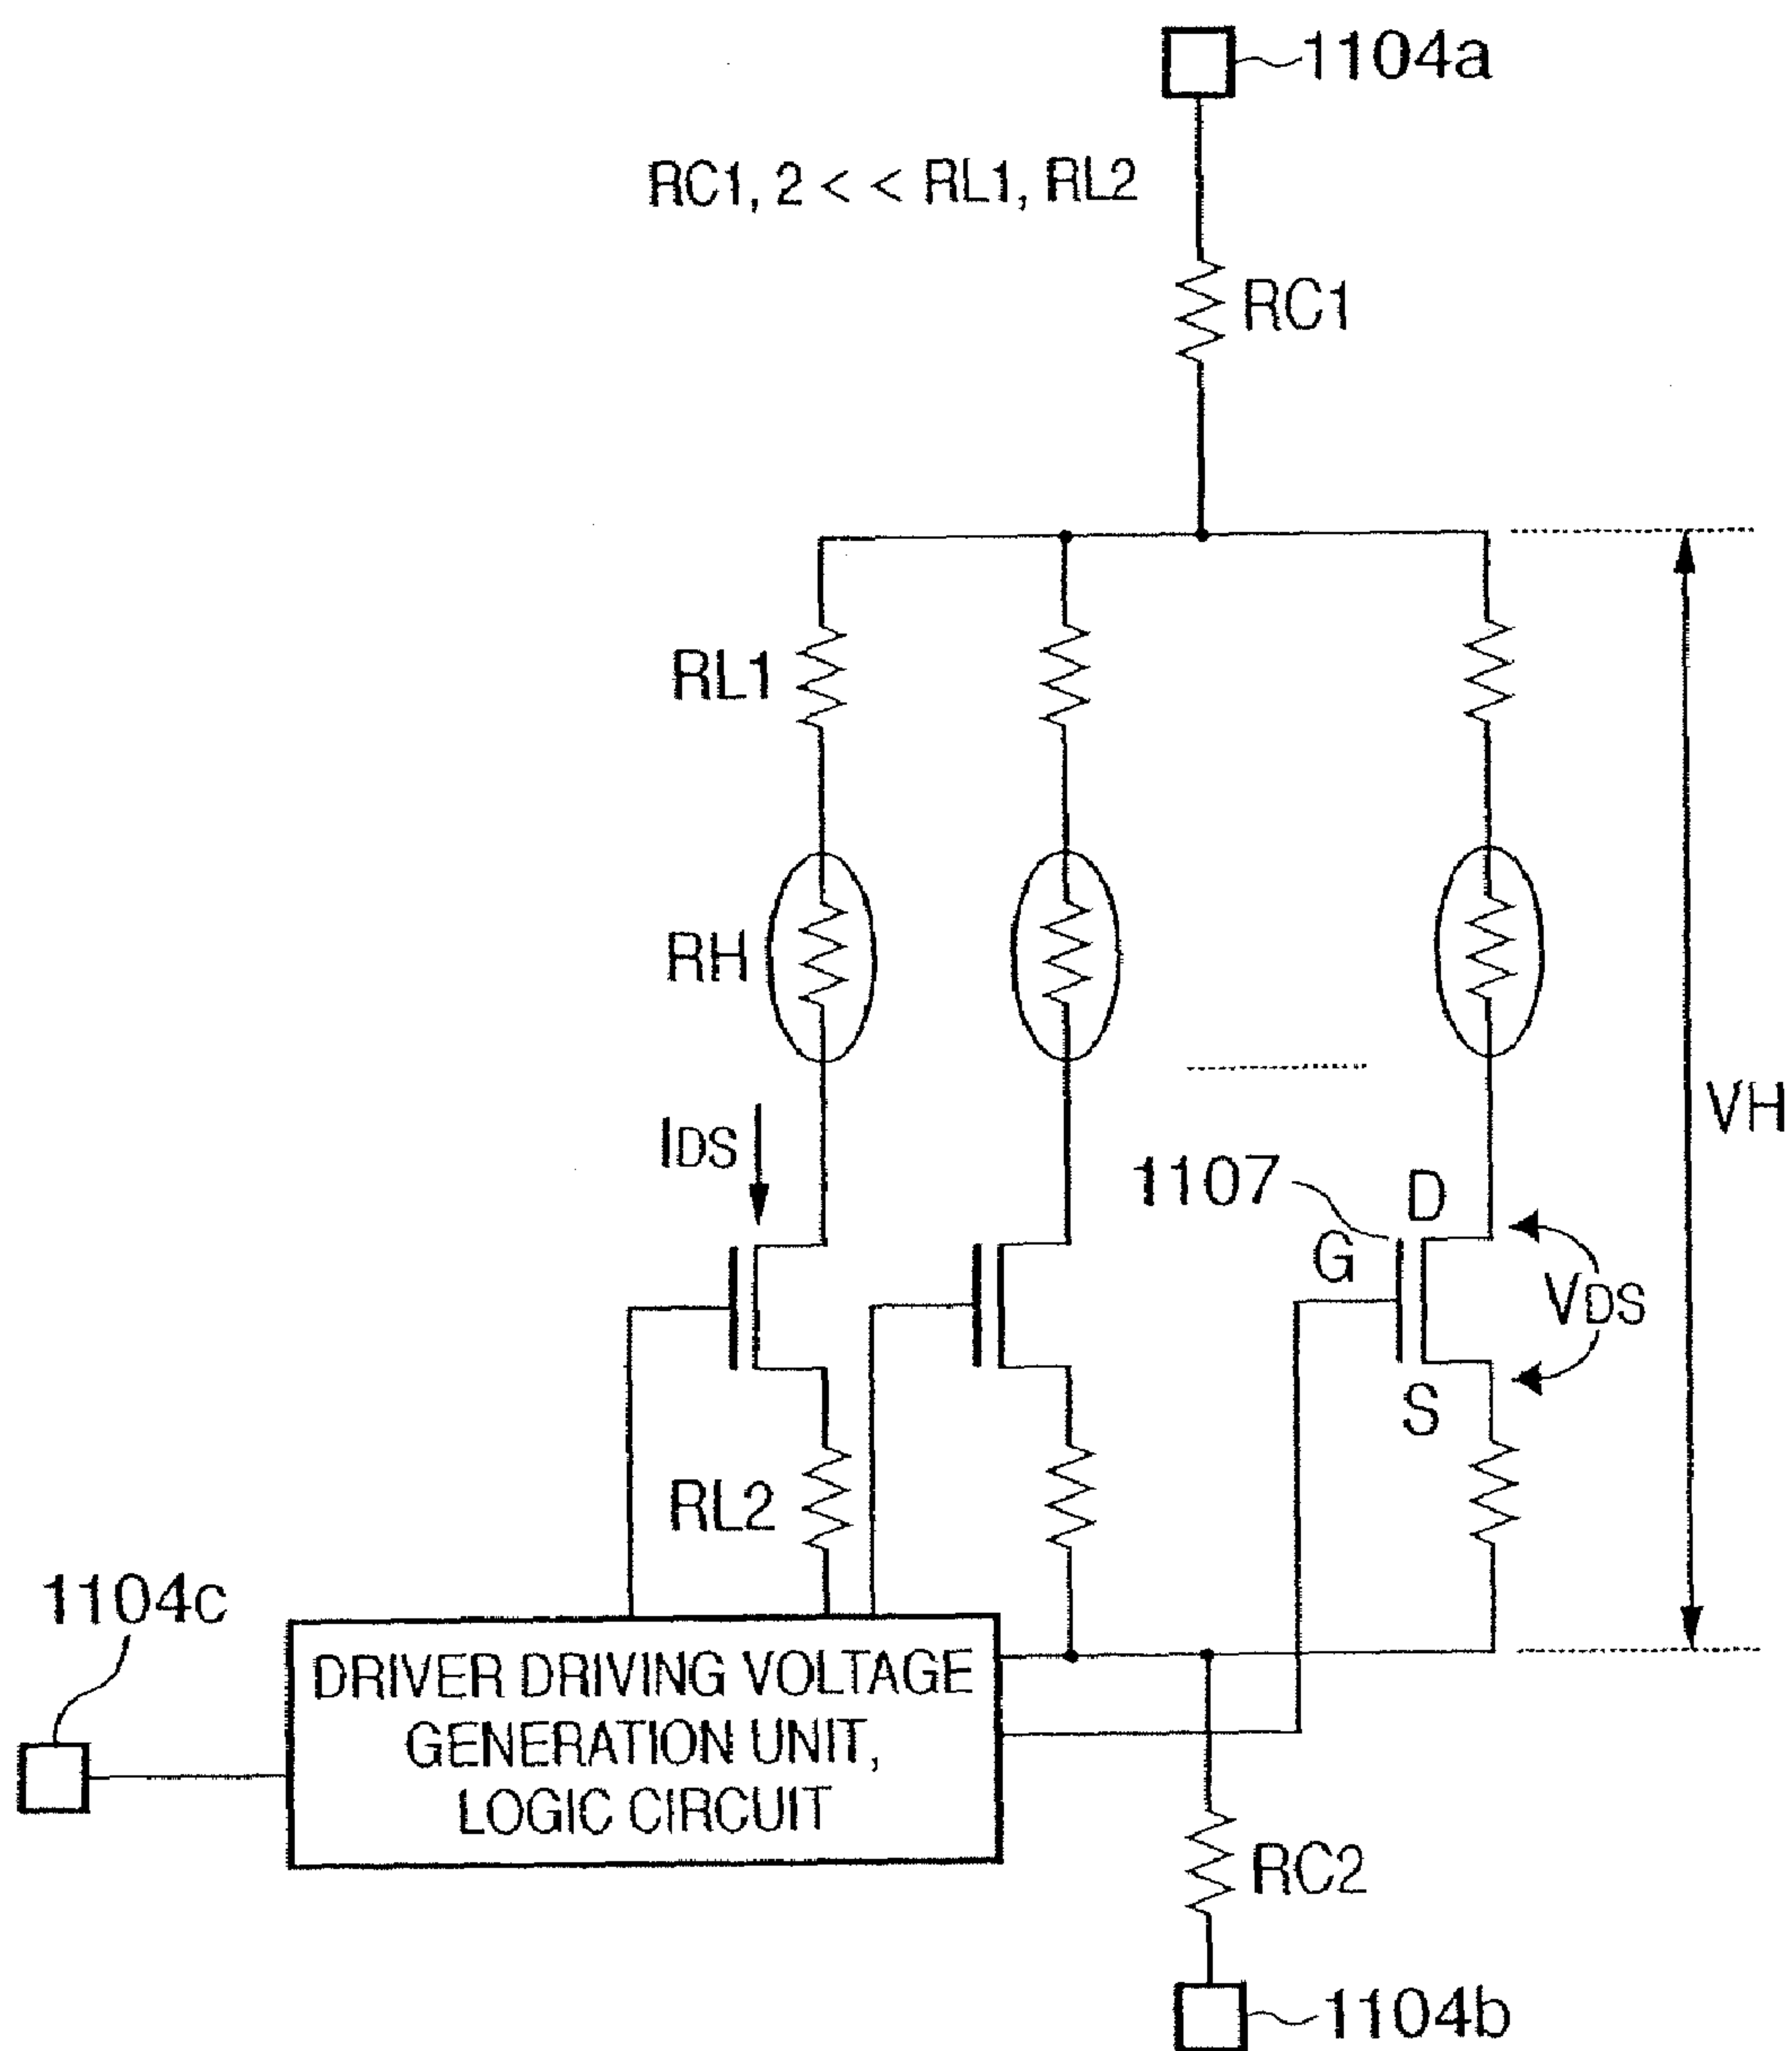 1104a
RC1, 2 < < RL1, RL2
RC1
RL1
RH
VH
IDS
1107
D
G
VDS
S
RL2
1104c
DRIVER DRIVING VOLTAGE
GENERATION UNIT,
LOGIC CIRCUIT
RC2
1104b